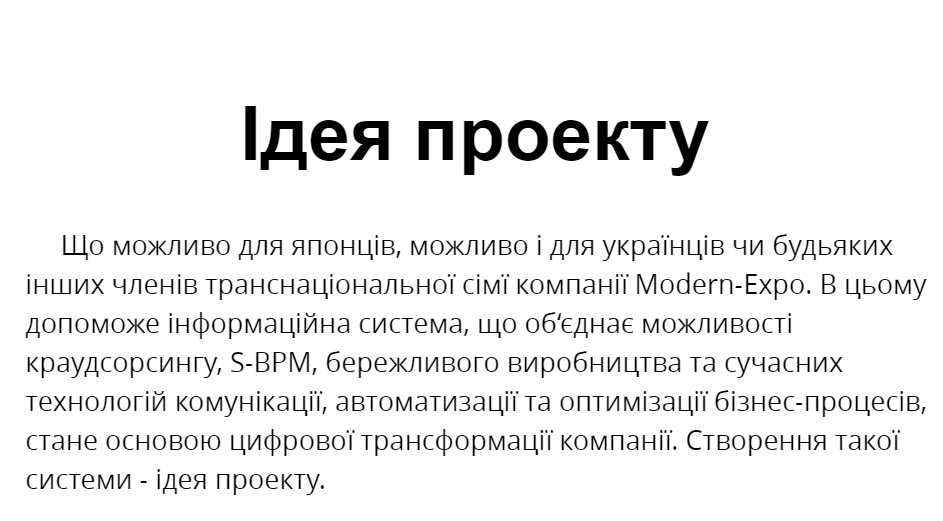 Ідея проекту
Що можливо для японців, можливо і для українців чи будьяких
інших членів транснаціональної сімї компанії Modern-Expo. В цьому
допоможе інформаційна система, що об‘єднає можливості
краудсорсингу, S-BPM, бережливого виробництва та сучасних
технологій комунікації, автоматизації та оптимізації бізнес-процесів,
стане основою цифрової трансформації компанії. Створення такої
системи - ідея проекту.